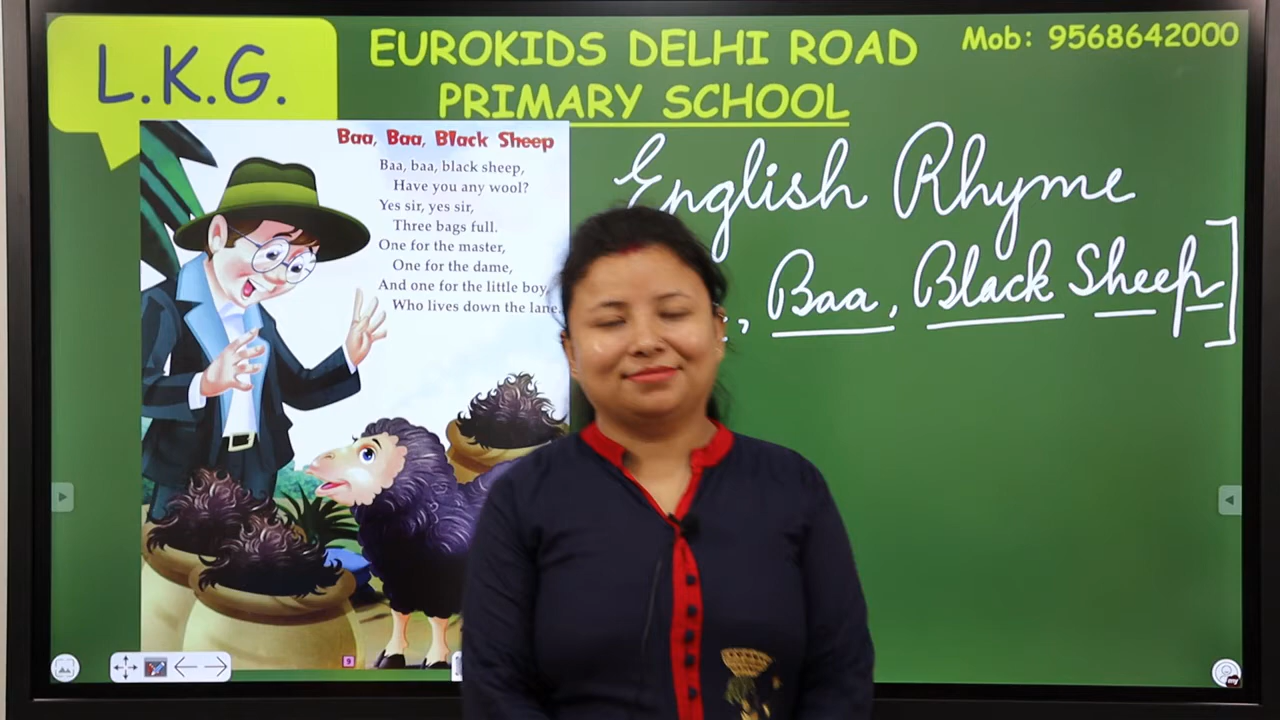 L.K.G.
EUROKIDS DELHI ROAD
PRIMARY SCHOOL
Mob: 9568642000
Baa, Baa, Black Sheep
Baa, baa, black sheep,
Have you any wool?
Yes sir, yes sir,
Three bags full.
One for the master,
One for the dame,
And one for the little boy
Who lives down the lane.
9
English Rhyme
, Baa, Black Sheep]
my